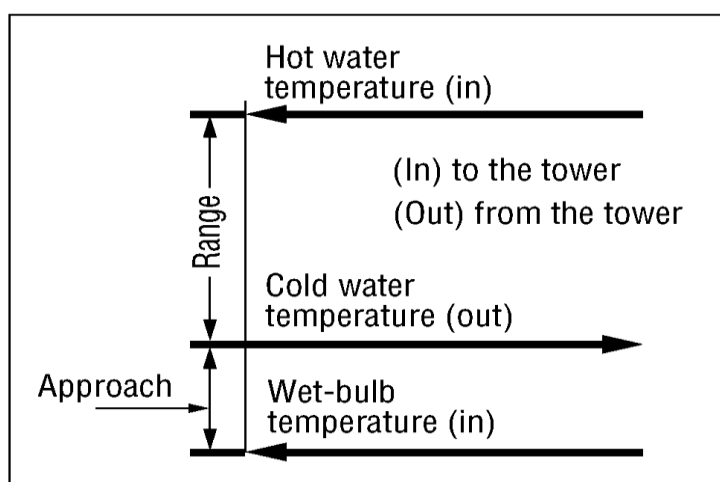 Hot water
temperature (in)
(In) to the tower
(Out) from the tower
Range
Cold water
temperature (out)
Approach
Wet-bulb
temperature (in)